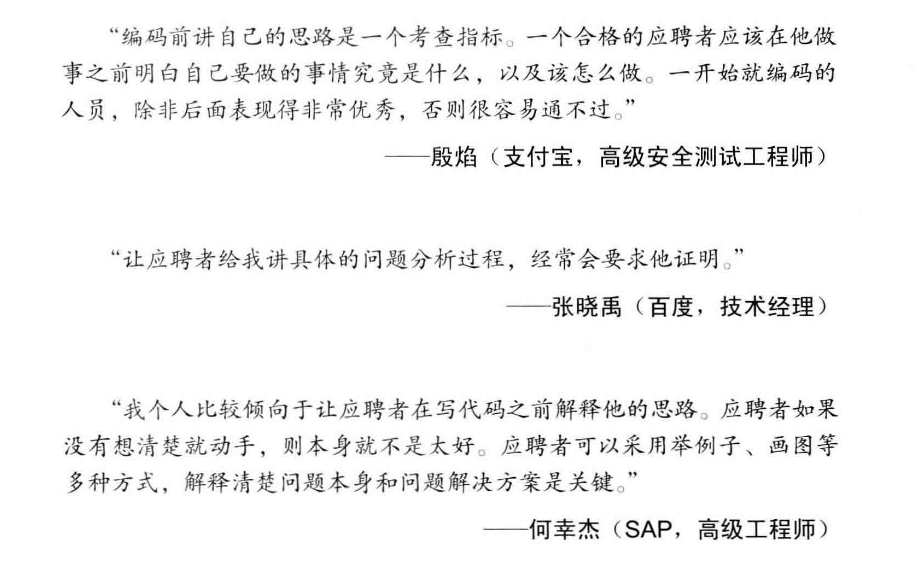 “编码前讲自己的思路是一个考查指标。一个合格的应聘者应该在他做
事之前明白自己要做的事情究竟是什么，以及该怎么做。一开始就编码的
人员，除非后面表现得非常优秀，否则很容易通不过。”
——殷焰（支付宝，高级安全测试工程师）
“让应聘者给我讲具体的问题分析过程，经常会要求他证明。”
——张晓禹（百度，技术经理）
“我个人比较倾向于让应聘者在写代码之前解释他的思路。应聘者如果
没有想清楚就动手，则本身就不是太好。应聘者可以采用举例子、画图等
多种方式，解释清楚问题本身和问题解决方案是关键。”
——何幸杰（SAP，高级工程师）